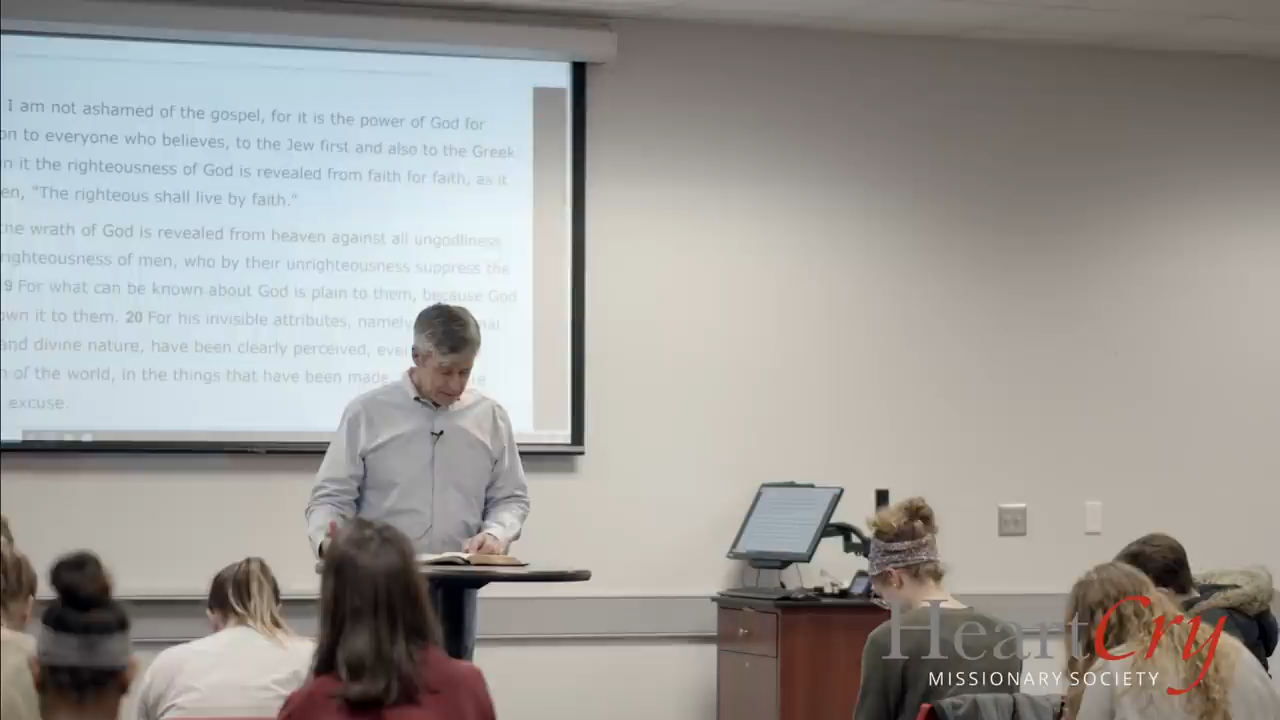 I am not ashamed of the gospel, for it is the power of God for
on to everyone who believes, to the Jew first and also to the Greek
n it the righteousness of God is revealed from faith for faith, as it
en, "The righteous shall live by faith."
he wrath of God is revealed from heaven against all ungodliness
righteousness of men, who by their unrighteousness suppress the
9 For what can be known about God is plain to them, because God
own it to them. 20 For his invisible attributes, namely
and divine nature, have been clearly perceived,
n of the world, in the things that have been made
excuse.
HeartCry
MISSIONARY SOCIETY